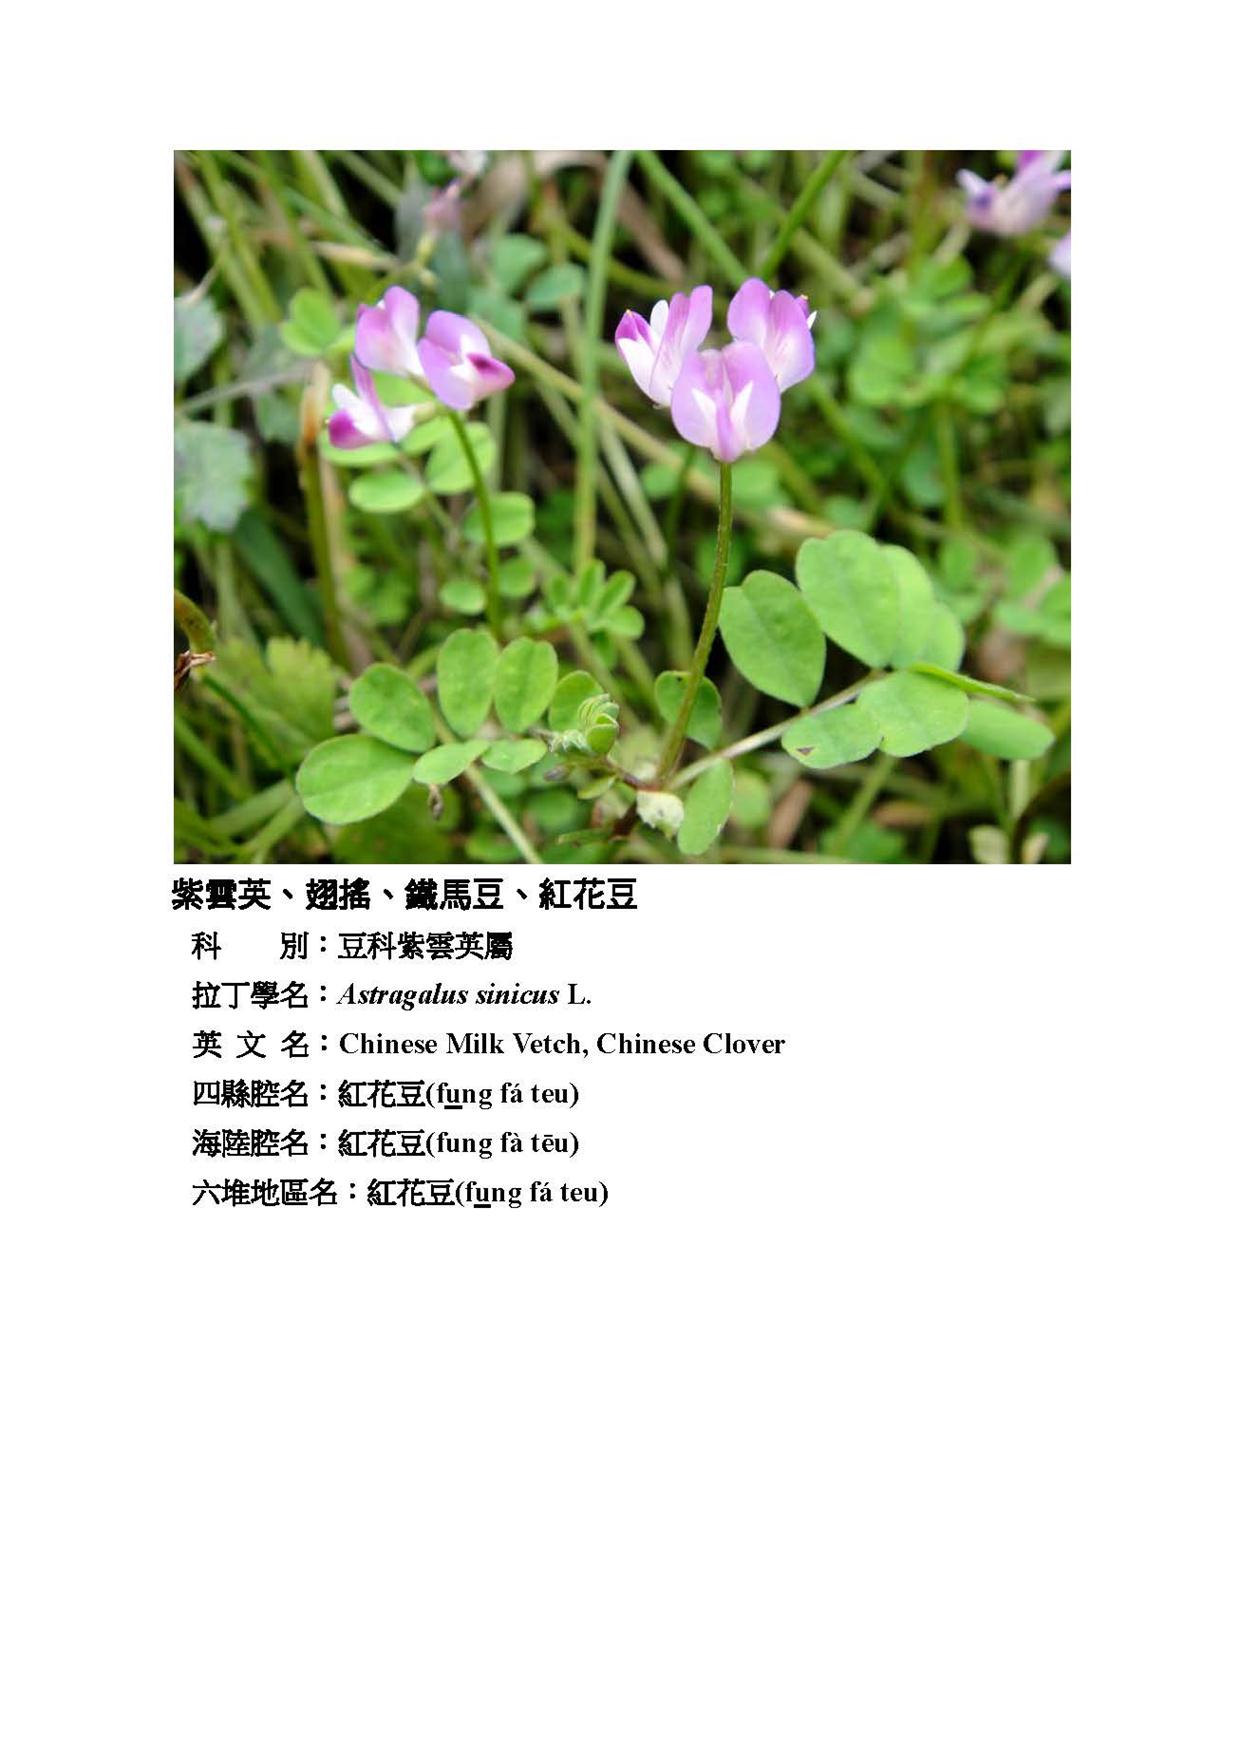 紫雲英、翅搖、鐵馬豆、紅花豆
科　　別：豆科紫雲英屬
拉丁學名：Astragalus sinicus L.
英 文 名：Chinese Milk Vetch, Chinese Clover
四縣腔名：紅花豆(fung fá teu)
海陸腔名：紅花豆(fung fà tēu)
六堆地區名：紅花豆(fung fá teu)